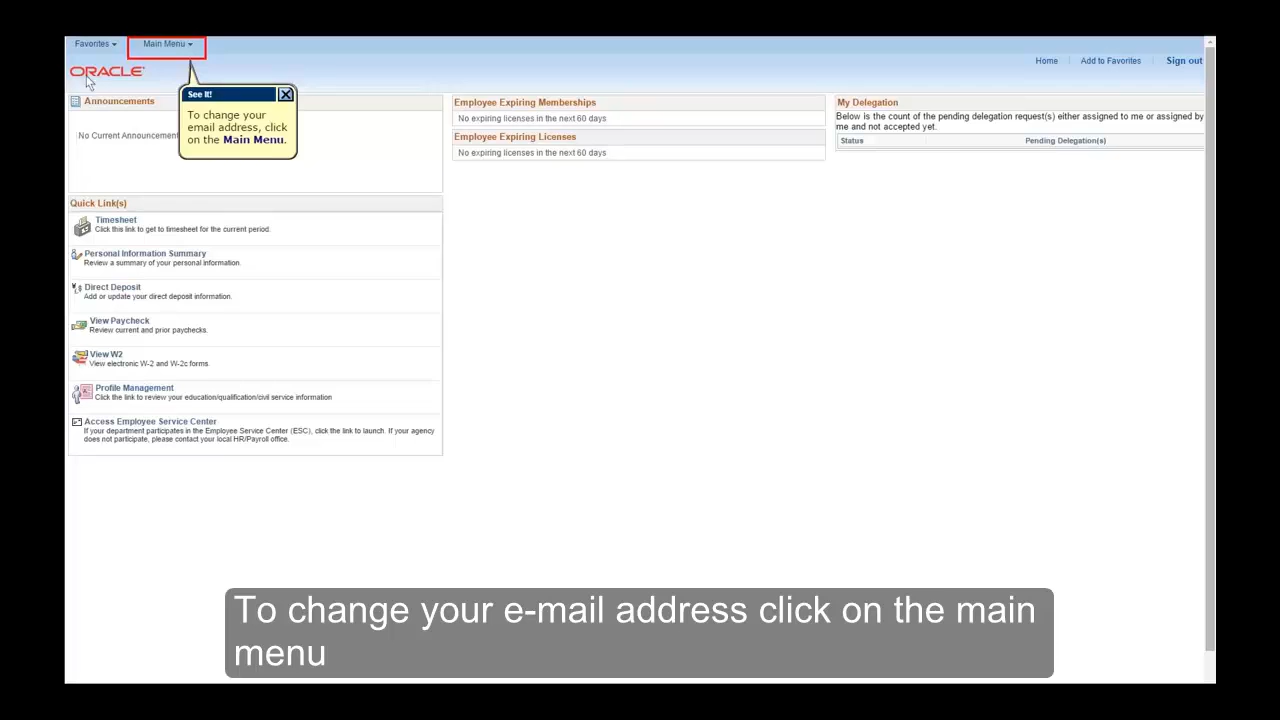 Favorites Main Menu
Home Add to Favorites Sign out
ORACLE
See It!
To change your
email address, click
on the Main Menu.
Announcements
No Current Announcement
Employee Expiring Memberships
No expiring licenses in the next 60 days
Employee Expiring Licenses
No expiring licenses in the next 60 days
My Delegation
Below is the count of the pending delegation request(s) either assigned to me or assigned by
me and not accepted yet.
Status Pending Delegation(s)
Quick Link(s)
Timesheet
Click this link to get to timesheet for the current period.
Personal Information Summary
Review a summary of your personal information.
Direct Deposit
Add or update your direct deposit information.
View Paycheck
Review current and prior paychecks.
View W2
View electronic W-2 and W-2c forms.
Profile Management
Click the link to review your education/qualification/civil service information
Access Employee Service Center
If your department participates in the Employee Service Center (ESC), click the link to launch. If your agency
does not participate, please contact your local HR/Payroll office.
To change your e-mail address click on the main
menu